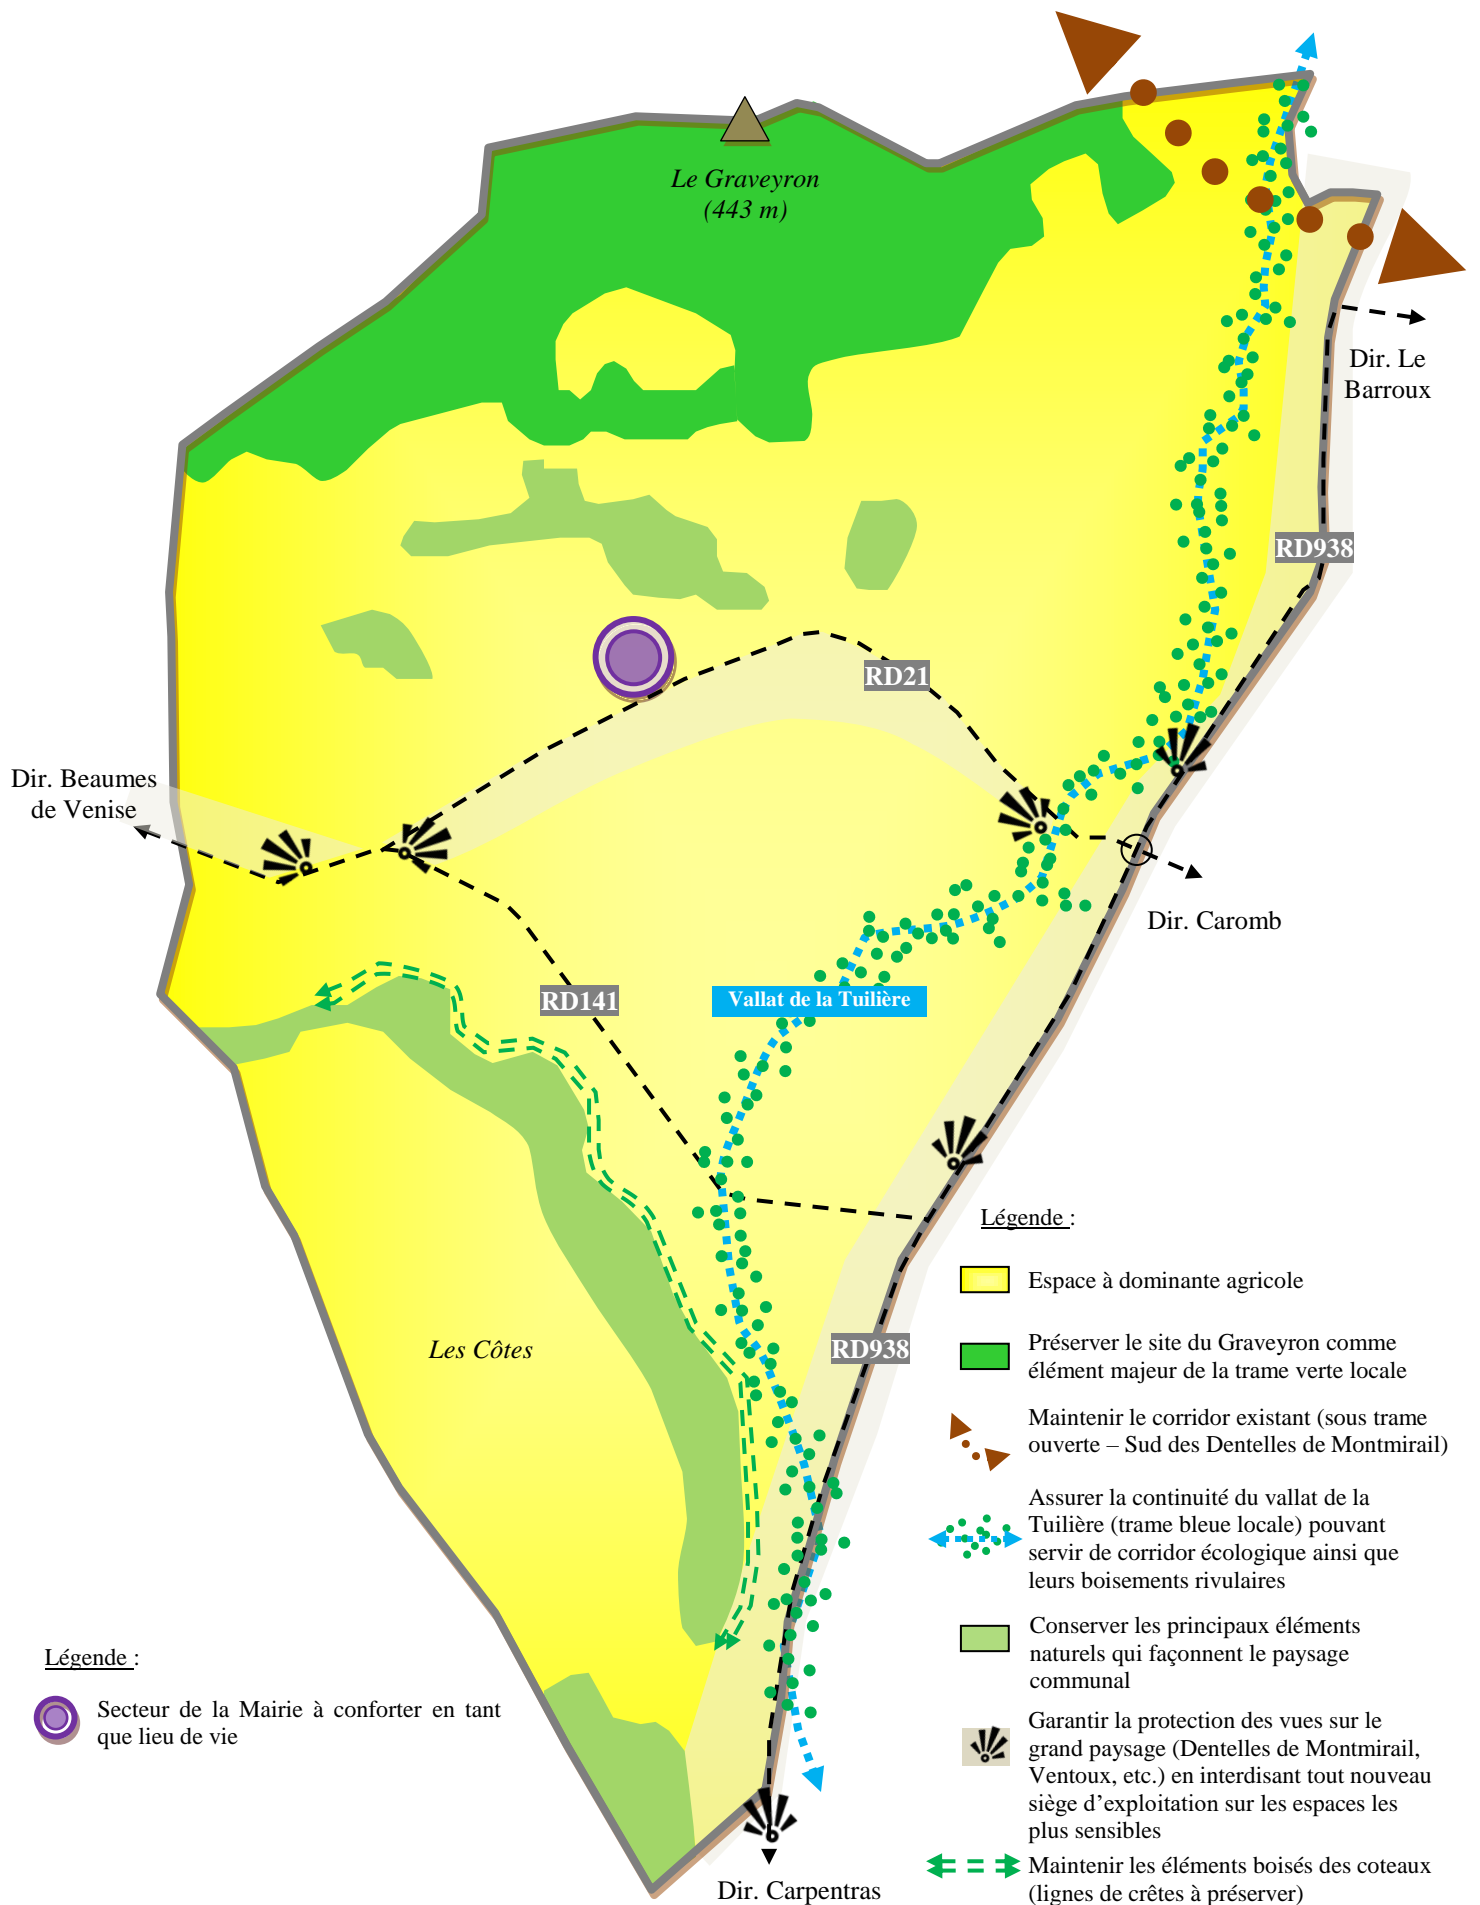 Le Graveyron
(443 m)
Dir. Le
Barroux
RD938
RD21
Dir. Beaumes
de Venise
Dir. Caromb
RD141
Vallat de la Tuilière
Les Côtes
RD938
Dir. Carpentras
Légende :
Espace à dominante agricole
Préserver le site du Graveyron comme
élément majeur de la trame verte locale
Maintenir le corridor existant (sous trame
ouverte – Sud des Dentelles de Montmirail)
Assurer la continuité du vallat de la
Tuilière (trame bleue locale) pouvant
servir de corridor écologique ainsi que
leurs boisements rivulaires
Conserver les principaux éléments
naturels qui façonnent le paysage
communal
Garantir la protection des vues sur le
grand paysage (Dentelles de Montmirail,
Ventoux, etc.) en interdisant tout nouveau
siège d’exploitation sur les espaces les
plus sensibles
Maintenir les éléments boisés des coteaux
(lignes de crêtes à préserver)
Légende :
Secteur de la Mairie à conforter en tant
que lieu de vie